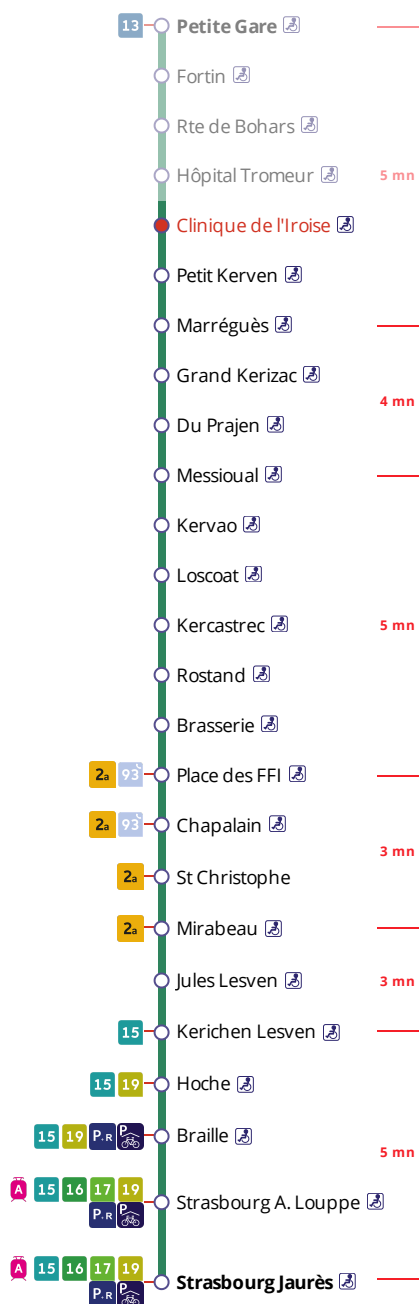 13 Petite Gare
Fortin
Rte de Bohars
Hôpital Tromeur 5 mn
Clinique de l'Iroise
Petit Kerven
Marréguès
Grand Kerizac
4 mn
Du Prajen
Messioual
Kervao
Loscoat
Kercastrec 5 mn
Rostand
Brasserie
2a 93 Place des FFI
2a 93 Chapalain
3 mn
2a St Christophe
2a Mirabeau
Jules Lesven 3 mn
15 Kerichen Lesven
15 19 Hoche
15 19 P+R P Braille
5 mn
A 15 16 17 19
Strasbourg A. Louppe
P+R P
A 15 16 17 19
Strasbourg Jaurès
P+R P